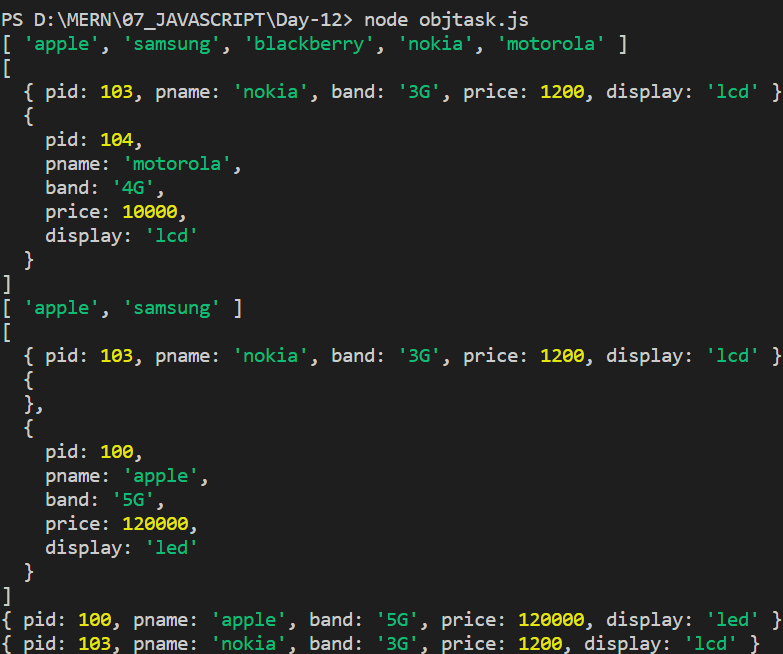 PS D:\MERN\07_JAVASCRIPT\Day-12> node objtask.js
[ 'apple', 'samsung', 'blackberry', 'nokia', 'motorola' ]
[
  { pid: 103, pname: 'nokia', band: '3G', price: 1200, display: 'lcd' }
  {
    pid: 104,
    pname: 'motorola',
    band: '4G',
    price: 10000,
    display: 'lcd'
  }
]
[ 'apple', 'samsung' ]
[
  { pid: 103, pname: 'nokia', band: '3G', price: 1200, display: 'lcd' }
  {
  },
  {
    pid: 100,
    pname: 'apple',
    band: '5G',
    price: 120000,
    display: 'led'
  }
]
{ pid: 100, pname: 'apple', band: '5G', price: 120000, display: 'led' }
{ pid: 103, pname: 'nokia', band: '3G', price: 1200, display: 'lcd' }